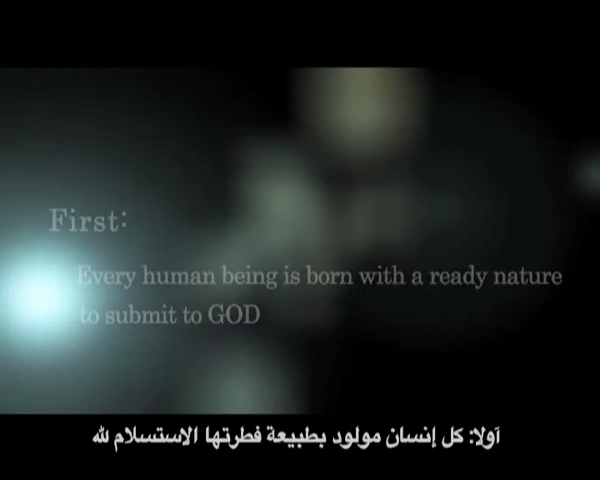 First:
Every human being is born with a ready nature
to submit to GOD
آولا: كل إنسان مولود بطبيعة فطرتها الاستسلام لله